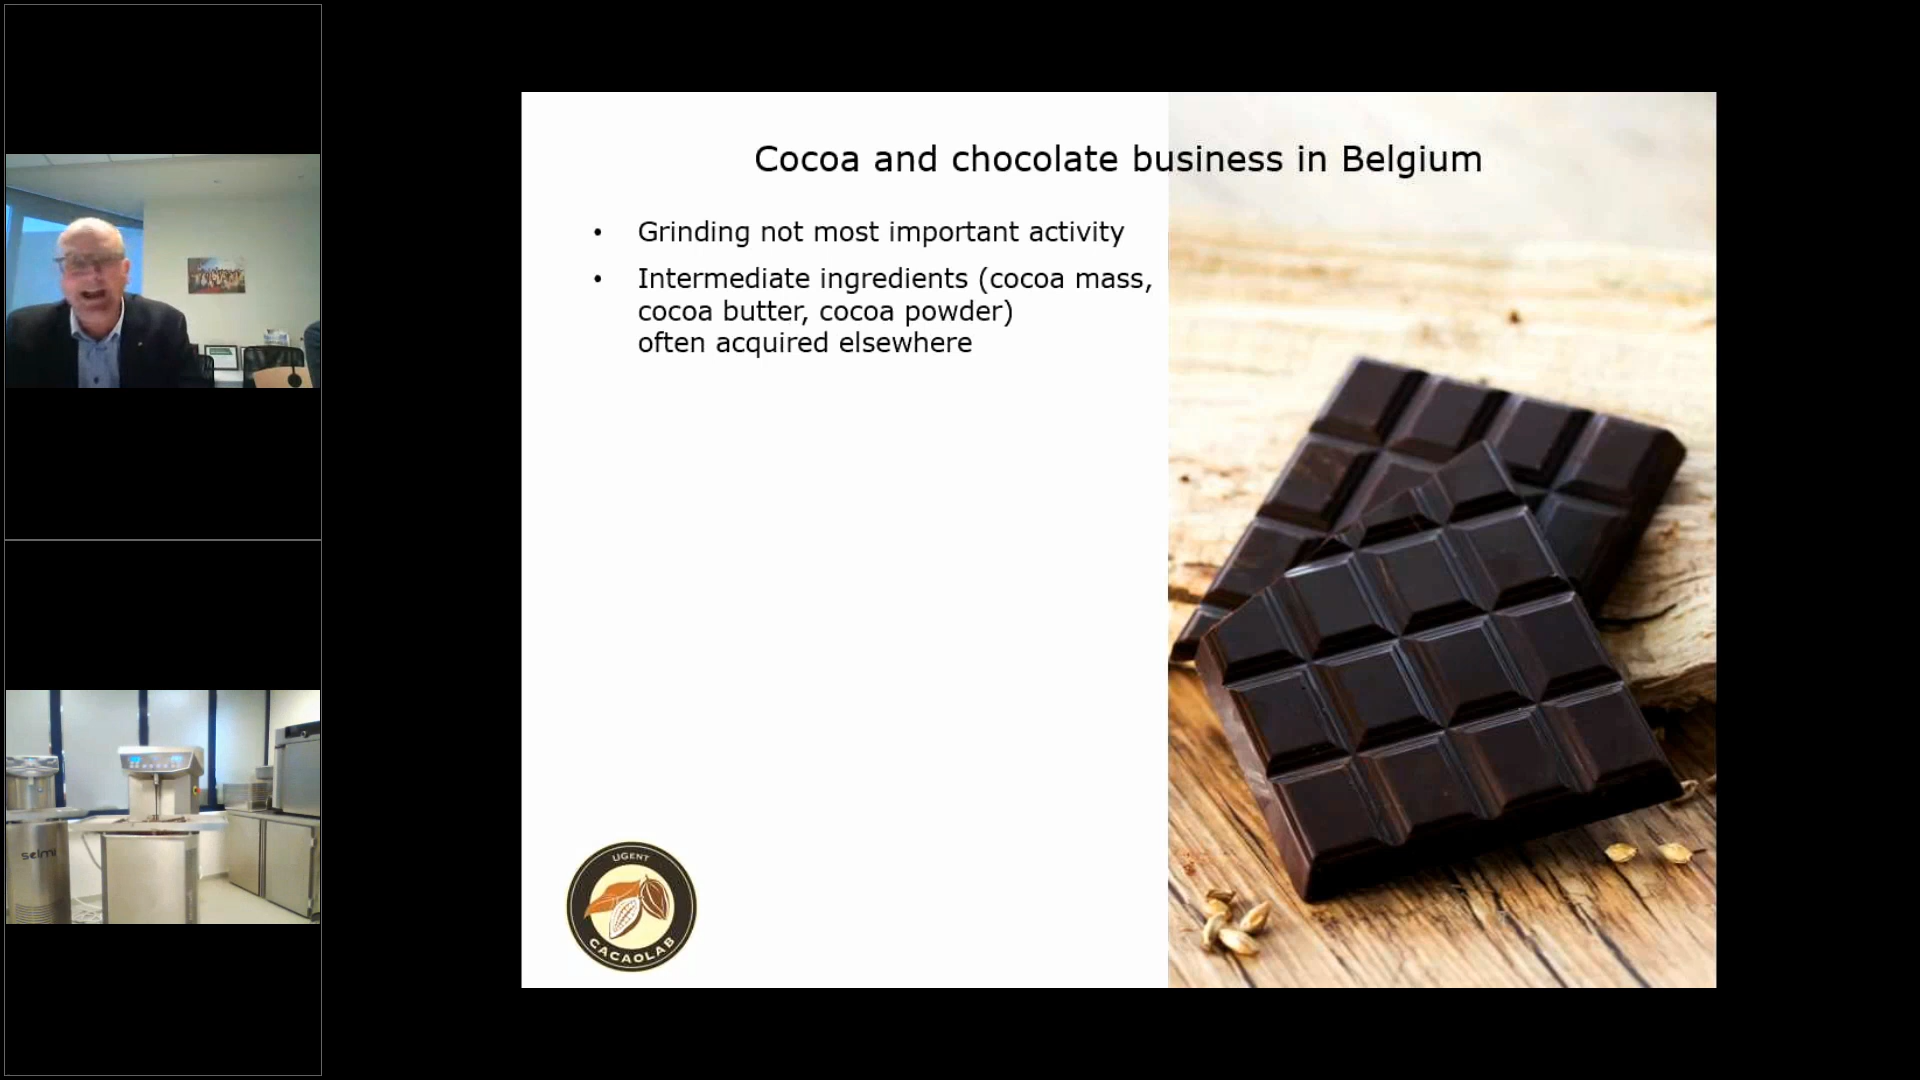 Cocoa and chocolate business in Belgium
• Grinding not most important activity
• Intermediate ingredients (cocoa mass,
cocoa butter, cocoa powder)
often acquired elsewhere
UGENT
CACAOLAB
selmi